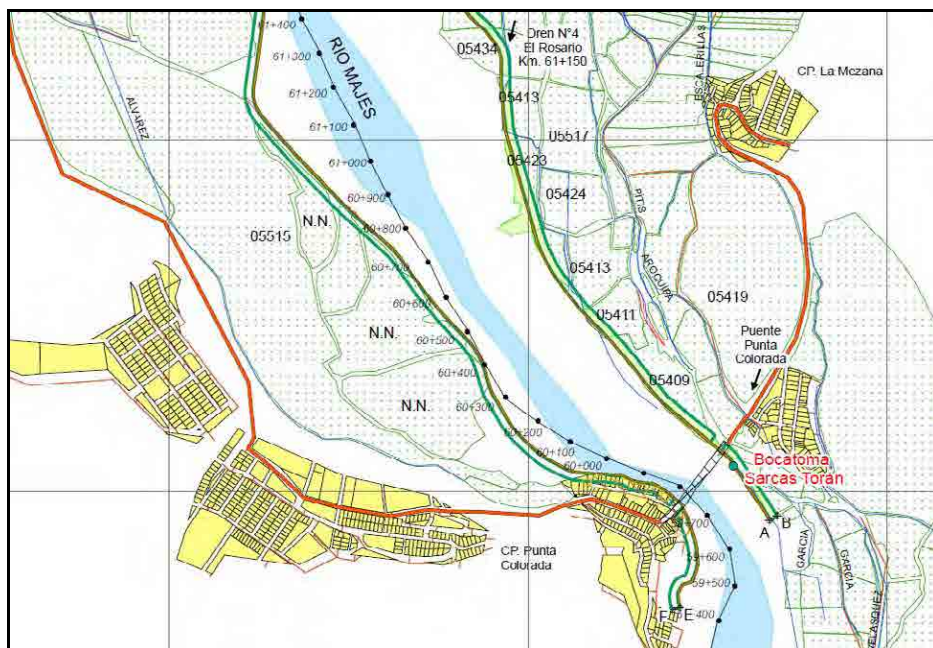 61+400
61+300
61+200
61+100
61+000
60+900
60+800
60+700
60+600
60+500
60+400
60+300
60+200
60+100
60+000
59+600
59+500
RIO MAJES
ALVAREZ
Dren N°4
El Rosario
Km. 61+150
05434
05413
05517
05423
05424
05413
05411
05409
05419
05515
N.N.
N.N.
N.N.
CP. La Mezana
PITIS
AROQUIPA
Puente
Punta
Colorada
Bocatoma
Sarcas Toran
A
B
GARCIA
GARCIA
VELASQUEZ
CP. Punta
Colorada
F
E